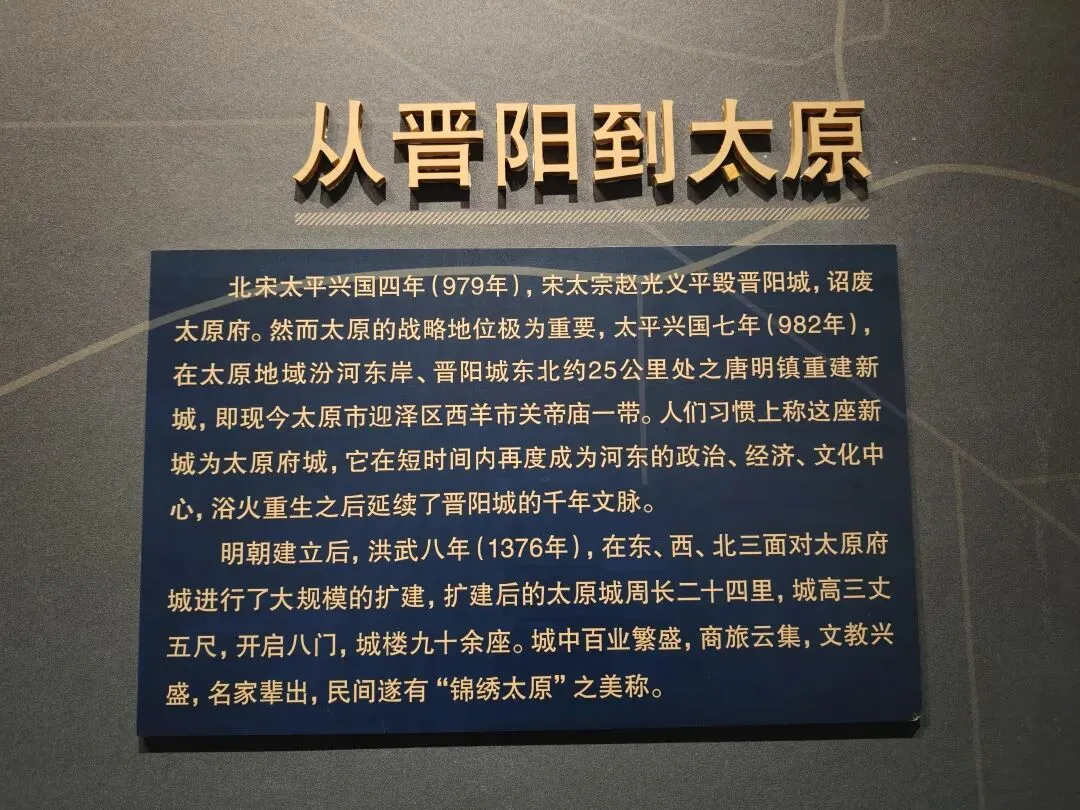 从晋阳到太原
北宋太平兴国四年（979年），宋太宗赵光义平毁晋阳城，诏废
太原府。然而太原的战略地位极为重要，太平兴国七年（982年），
在太原地域汾河东岸、晋阳城东北约25公里处之唐明镇重建新
城，即现今太原市迎泽区西羊市关帝庙一带。人们习惯上称这座新
城为太原府城，它在短时间内再度成为河东的政治、经济、文化中
心，浴火重生之后延续了晋阳城的千年文脉。
明朝建立后，洪武八年（1376年），在东、西、北三面对太原府
城进行了大规模的扩建，扩建后的太原城周长二十四里，城高三丈
五尺，开启八门，城楼九十余座。城中百业繁盛，商旅云集，文教兴
盛，名家辈出，民间遂有“锦绣太原”之美称。